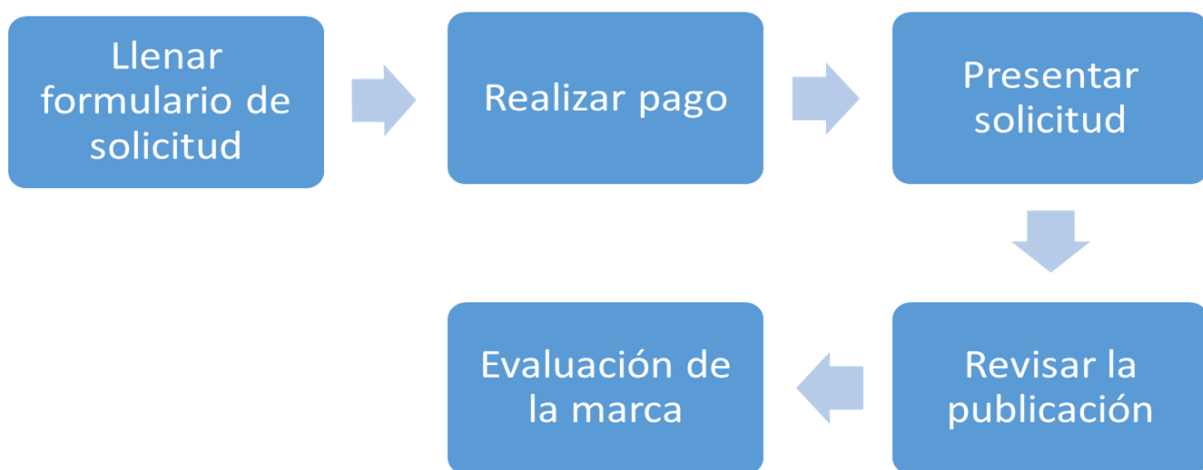 Llenar
formulario de
solicitud
Realizar pago
Presentar
solicitud
Revisar la
publicación
Evaluación de
la marca